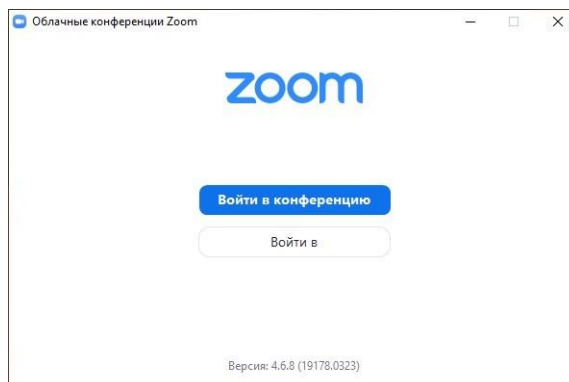 Облачные конференции Zoom
zoom
Войти в конференцию
Войти в
Версия: 4.6.8 (19178.0323)